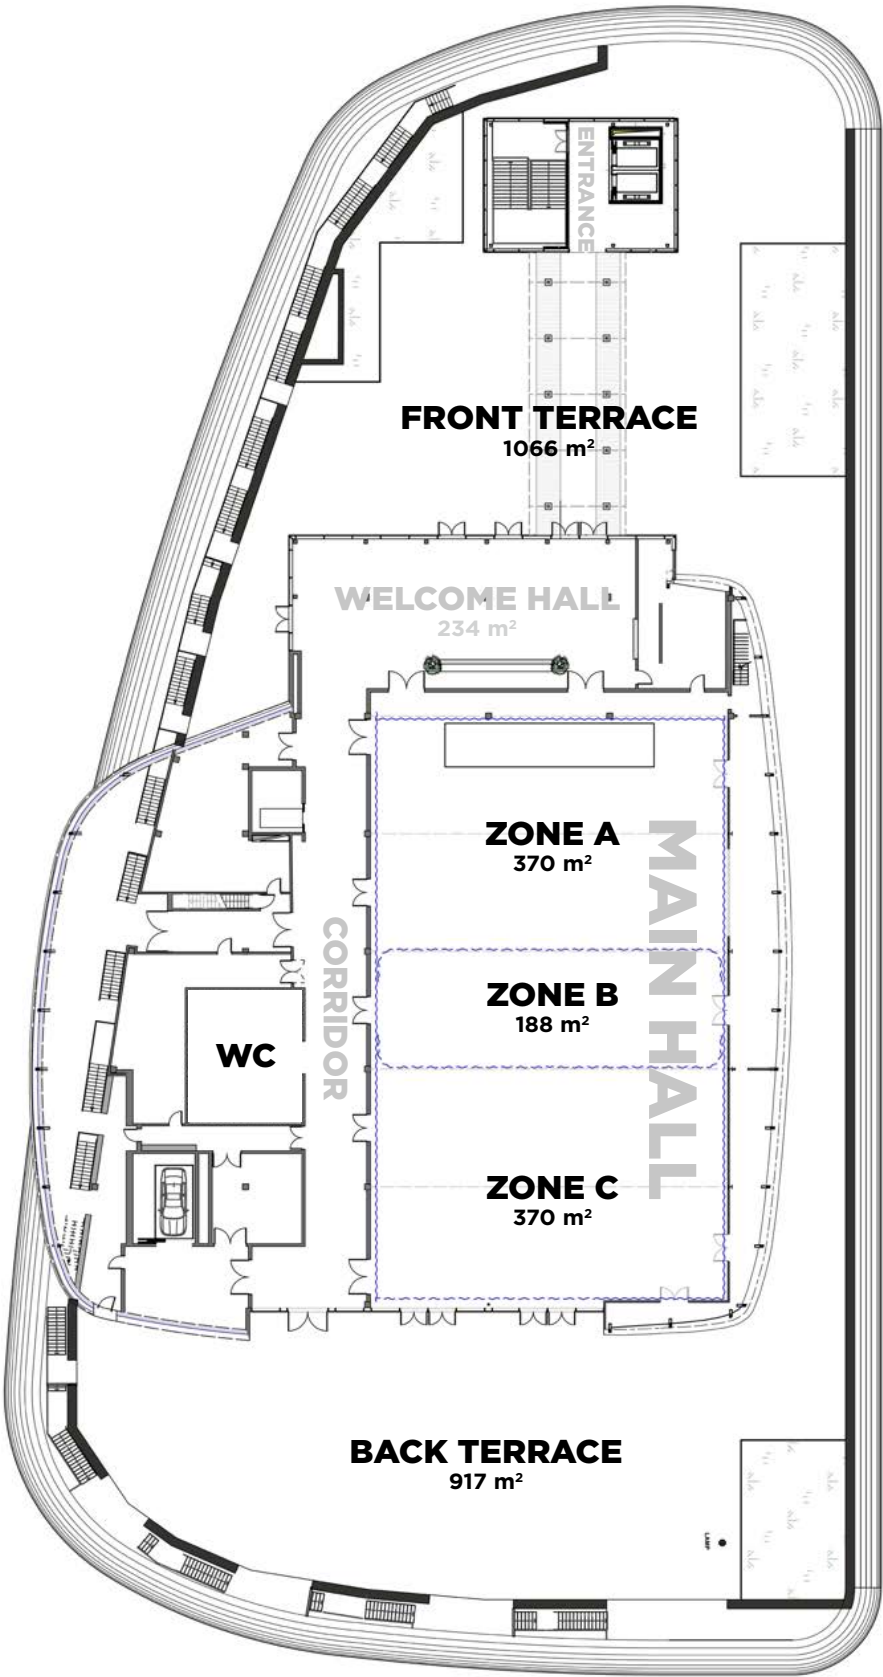 ENTRANCE
FRONT TERRACE
1066 m²
WELCOME HALL
234 m²
ZONE A
370 m²
MAIN HALL
CORRIDOR
ZONE B
188 m²
WC
ZONE C
370 m²
BACK TERRACE
917 m²
LAMP